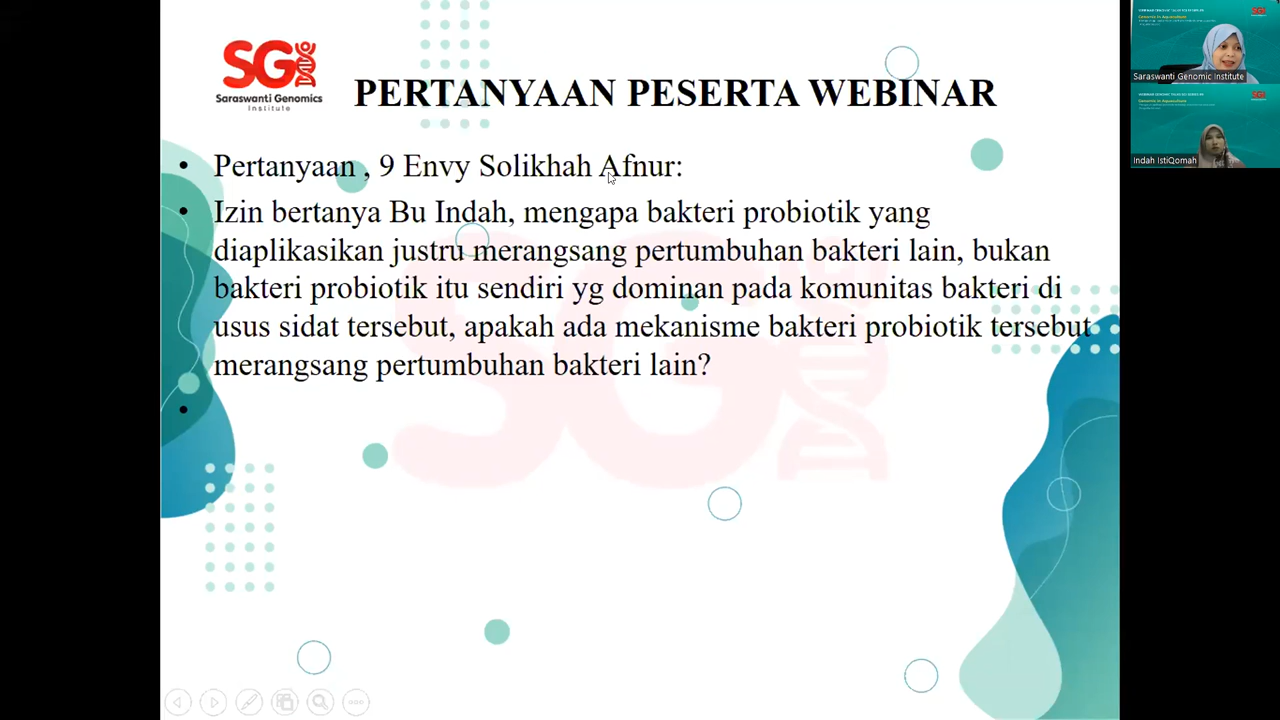 SG
Saraswanti Genomics
Institute
PERTANYAAN PESERTA WEBINAR
• Pertanyaan , 9 Envy Solikhah Afnur:
• Izin bertanya Bu Indah, mengapa bakteri probiotik yang
diaplikasikan justru merangsang pertumbuhan bakteri lain, bukan
bakteri probiotik itu sendiri yg dominan pada komunitas bakteri di
usus sidat tersebut, apakah ada mekanisme bakteri probiotik tersebut
merangsang pertumbuhan bakteri lain?
•
SG
Saraswanti Genomic Institute
Indah IstiQomah